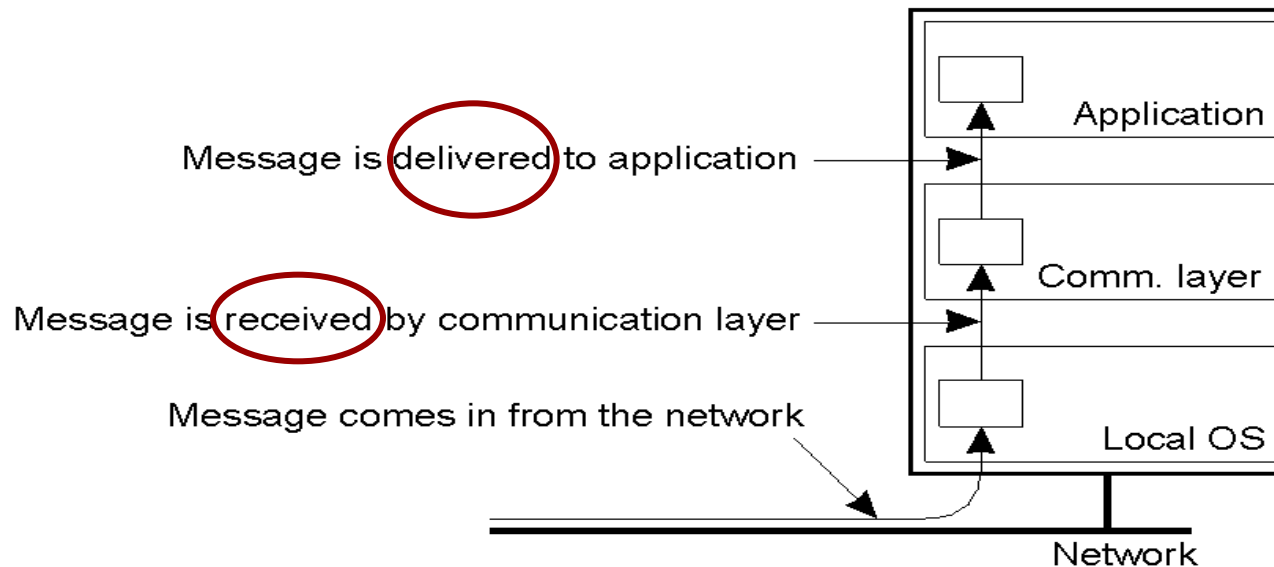 Application
Message is delivered to application
Comm. layer
Message is received by communication layer
Message comes in from the network
Local OS
Network